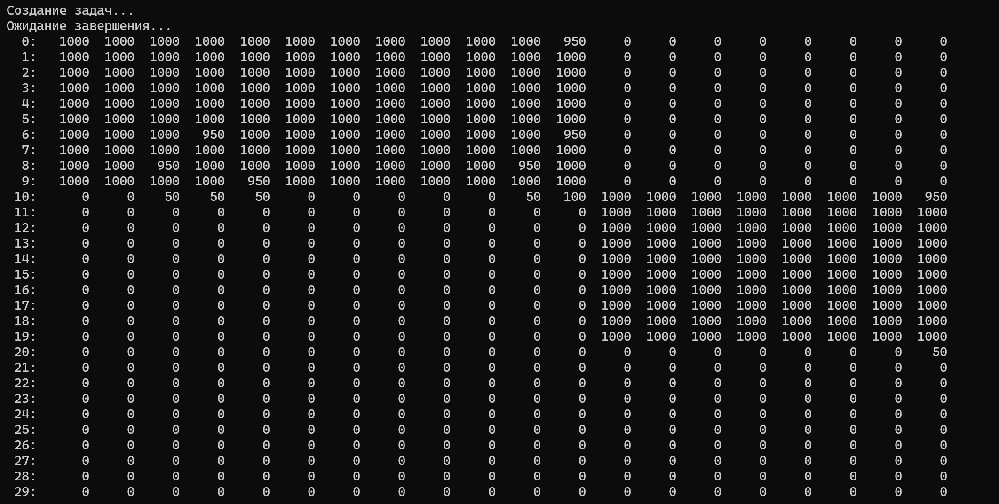 Создание задач...
Ожидание завершения...
0: 1000 1000 1000 1000 1000 1000 1000 1000 1000 1000 1000 950 0 0 0 0 0 0 0 0
1: 1000 1000 1000 1000 1000 1000 1000 1000 1000 1000 1000 1000 0 0 0 0 0 0 0 0
2: 1000 1000 1000 1000 1000 1000 1000 1000 1000 1000 1000 1000 0 0 0 0 0 0 0 0
3: 1000 1000 1000 1000 1000 1000 1000 1000 1000 1000 1000 1000 0 0 0 0 0 0 0 0
4: 1000 1000 1000 1000 1000 1000 1000 1000 1000 1000 1000 1000 0 0 0 0 0 0 0 0
5: 1000 1000 1000 1000 1000 1000 1000 1000 1000 1000 1000 1000 0 0 0 0 0 0 0 0
6: 1000 1000 1000 950 1000 1000 1000 1000 1000 1000 1000 950 0 0 0 0 0 0 0 0
7: 1000 1000 1000 1000 1000 1000 1000 1000 1000 1000 1000 1000 0 0 0 0 0 0 0 0
8: 1000 1000 950 1000 1000 1000 1000 1000 1000 1000 950 1000 0 0 0 0 0 0 0 0
9: 1000 1000 1000 1000 950 1000 1000 1000 1000 1000 1000 1000 0 0 0 0 0 0 0 0
10: 0 0 50 50 50 0 0 0 0 0 50 100 1000 1000 1000 1000 1000 1000 1000 950
11: 0 0 0 0 0 0 0 0 0 0 0 0 1000 1000 1000 1000 1000 1000 1000 1000
12: 0 0 0 0 0 0 0 0 0 0 0 0 1000 1000 1000 1000 1000 1000 1000 1000
13: 0 0 0 0 0 0 0 0 0 0 0 0 1000 1000 1000 1000 1000 1000 1000 1000
14: 0 0 0 0 0 0 0 0 0 0 0 0 1000 1000 1000 1000 1000 1000 1000 1000
15: 0 0 0 0 0 0 0 0 0 0 0 0 1000 1000 1000 1000 1000 1000 1000 1000
16: 0 0 0 0 0 0 0 0 0 0 0 0 1000 1000 1000 1000 1000 1000 1000 1000
17: 0 0 0 0 0 0 0 0 0 0 0 0 1000 1000 1000 1000 1000 1000 1000 1000
18: 0 0 0 0 0 0 0 0 0 0 0 0 1000 1000 1000 1000 1000 1000 1000 1000
19: 0 0 0 0 0 0 0 0 0 0 0 0 1000 1000 1000 1000 1000 1000 1000 1000
20: 0 0 0 0 0 0 0 0 0 0 0 0 0 0 0 0 0 0 0 50
21: 0 0 0 0 0 0 0 0 0 0 0 0 0 0 0 0 0 0 0 0
22: 0 0 0 0 0 0 0 0 0 0 0 0 0 0 0 0 0 0 0 0
23: 0 0 0 0 0 0 0 0 0 0 0 0 0 0 0 0 0 0 0 0
24: 0 0 0 0 0 0 0 0 0 0 0 0 0 0 0 0 0 0 0 0
25: 0 0 0 0 0 0 0 0 0 0 0 0 0 0 0 0 0 0 0 0
26: 0 0 0 0 0 0 0 0 0 0 0 0 0 0 0 0 0 0 0 0
27: 0 0 0 0 0 0 0 0 0 0 0 0 0 0 0 0 0 0 0 0
28: 0 0 0 0 0 0 0 0 0 0 0 0 0 0 0 0 0 0 0 0
29: 0 0 0 0 0 0 0 0 0 0 0 0 0 0 0 0 0 0 0 0